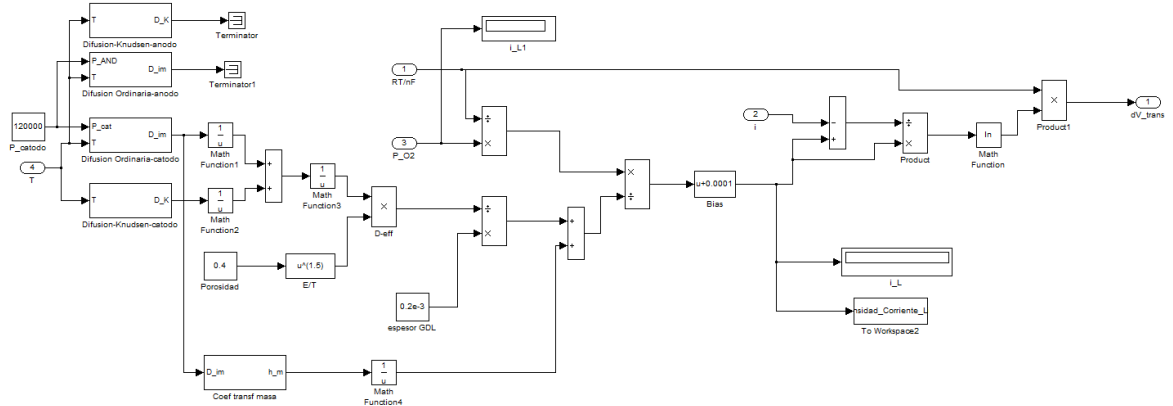 T
D_K
Difusion-Knudsen-anodo
Terminator
P_AND
T
D_im
Difusion Ordinaria-anodo
Terminator1
120000
P_catodo
4
T
P_cat
T
D_im
Difusion Ordinaria-catodo
T
D_K
Difusion-Knudsen-catodo
1
u
Math
Function1
1
u
Math
Function2
+
+
1
u
Math
Function3
×
D-eff
0.4
Porosidad
u^(1.5)
E/T
D_im
h_m
Coef transf masa
1
u
Math
Function4
i_L1
1
RT/nF
3
P_O2
÷
×
÷
×
0.2e-3
espesor GDL
+
+
×
÷
u+0.0001
Bias
2
i
−
+
÷
×
Product
ln
Math
Function
×
Product1
1
dV_trans
i_L
nsidad_Corriente_L
To Workspace2